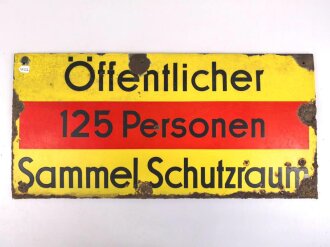 Öffentlicher
125 Personen
Sammel Schutzraum